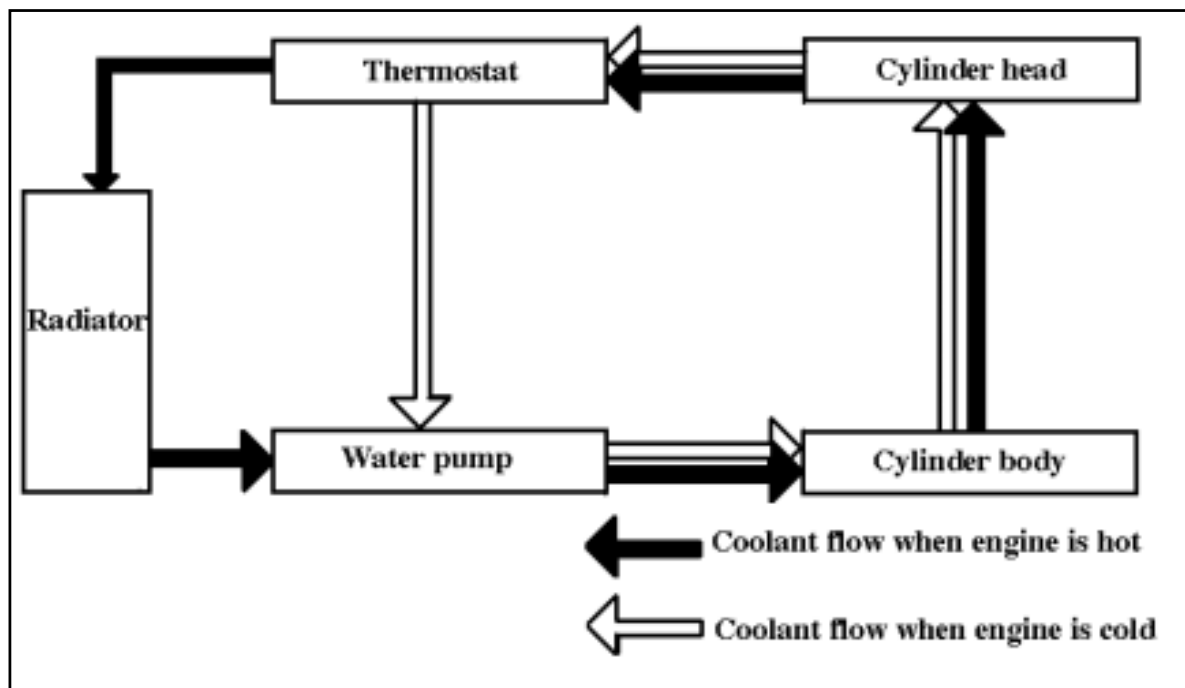 Thermostat
Cylinder head
Radiator
Water pump
Cylinder body
Coolant flow when engine is hot
Coolant flow when engine is cold